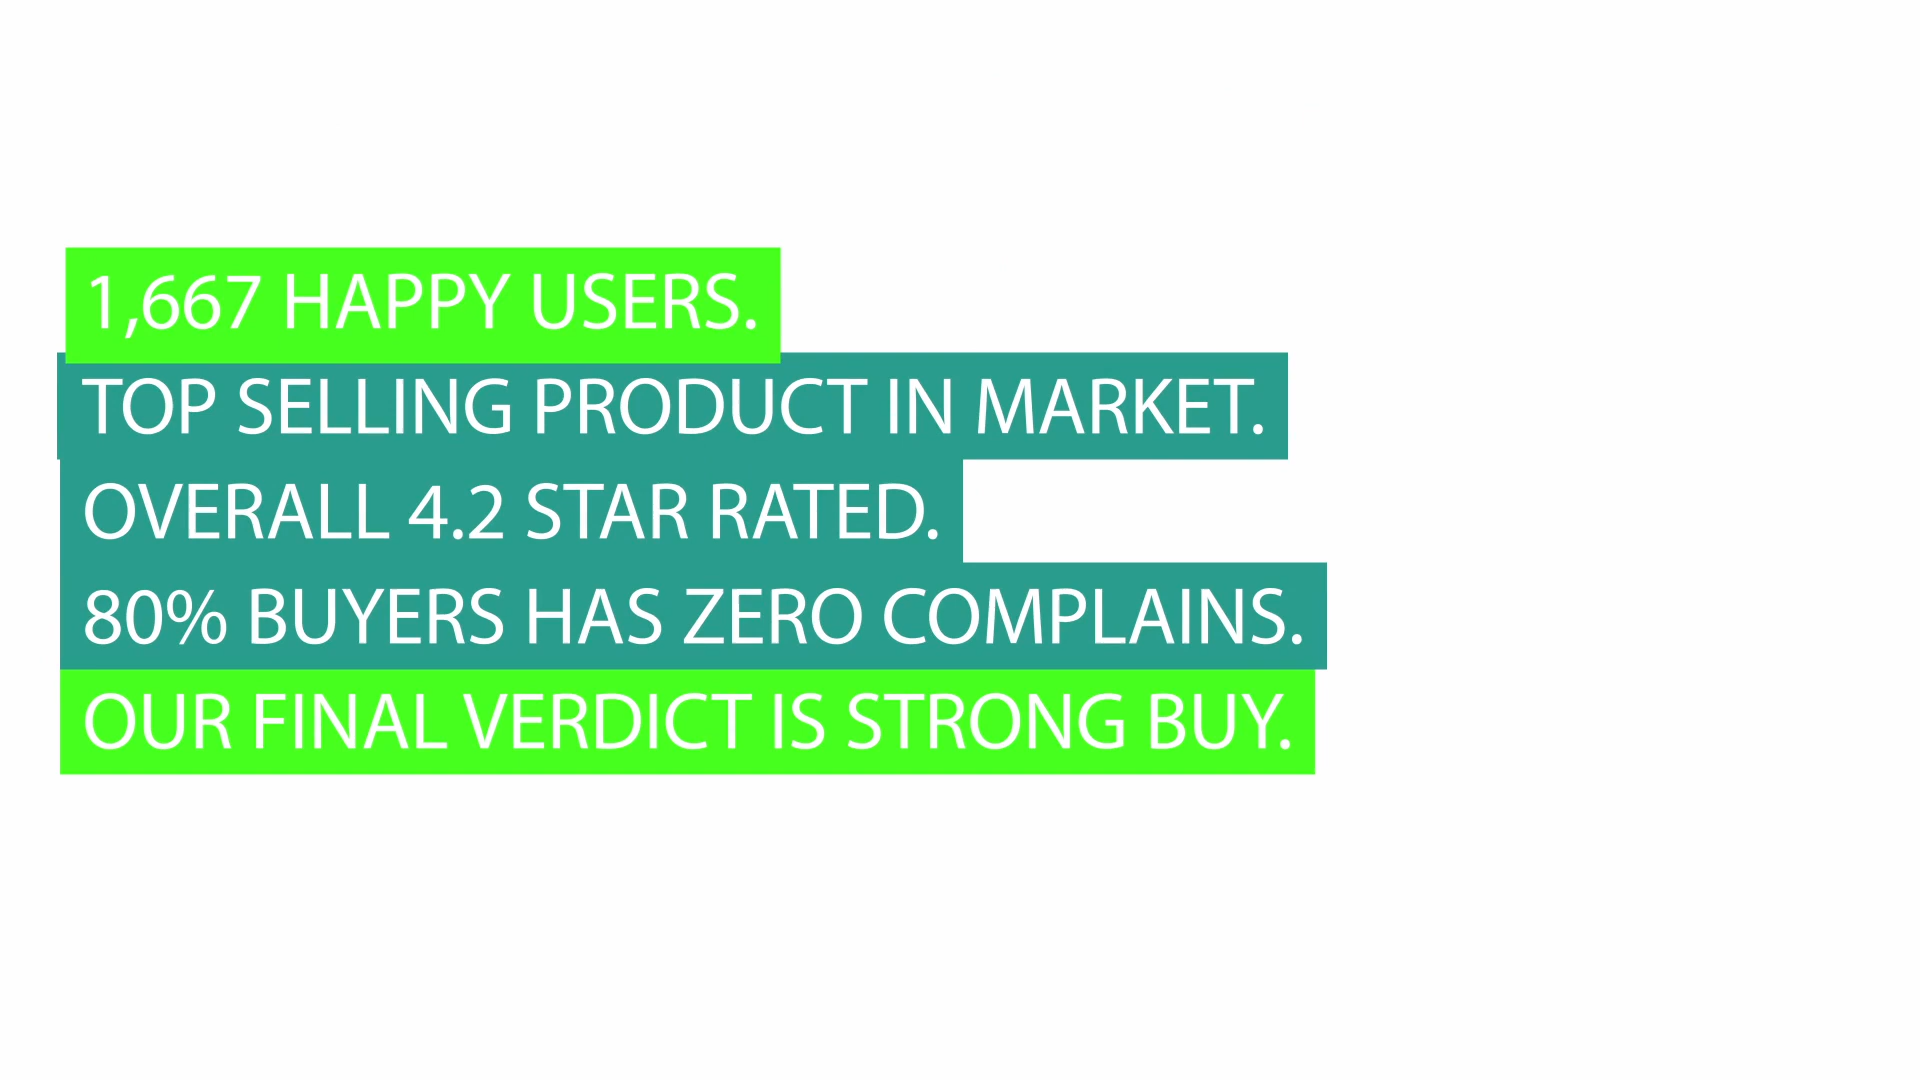 1,667 HAPPY USERS.
TOP SELLING PRODUCT IN MARKET.
OVERALL 4.2 STAR RATED.
80% BUYERS HAS ZERO COMPLAINS.
OUR FINAL VERDICT IS STRONG BUY.